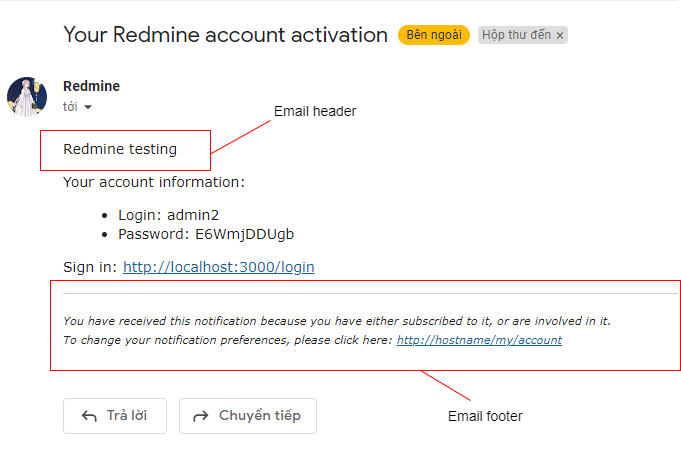 Your Redmine account activation Bên ngoài Hộp thư đến ×
Redmine
tới
Email header
Redmine testing
Your account information:
• Login: admin2
• Password: E6WmjDDUgb
Sign in: http://localhost:3000/login
You have received this notification because you have either subscribed to it, or are involved in it.
To change your notification preferences, please click here: http://hostname/my/account
Trả lời Chuyển tiếp
Email footer